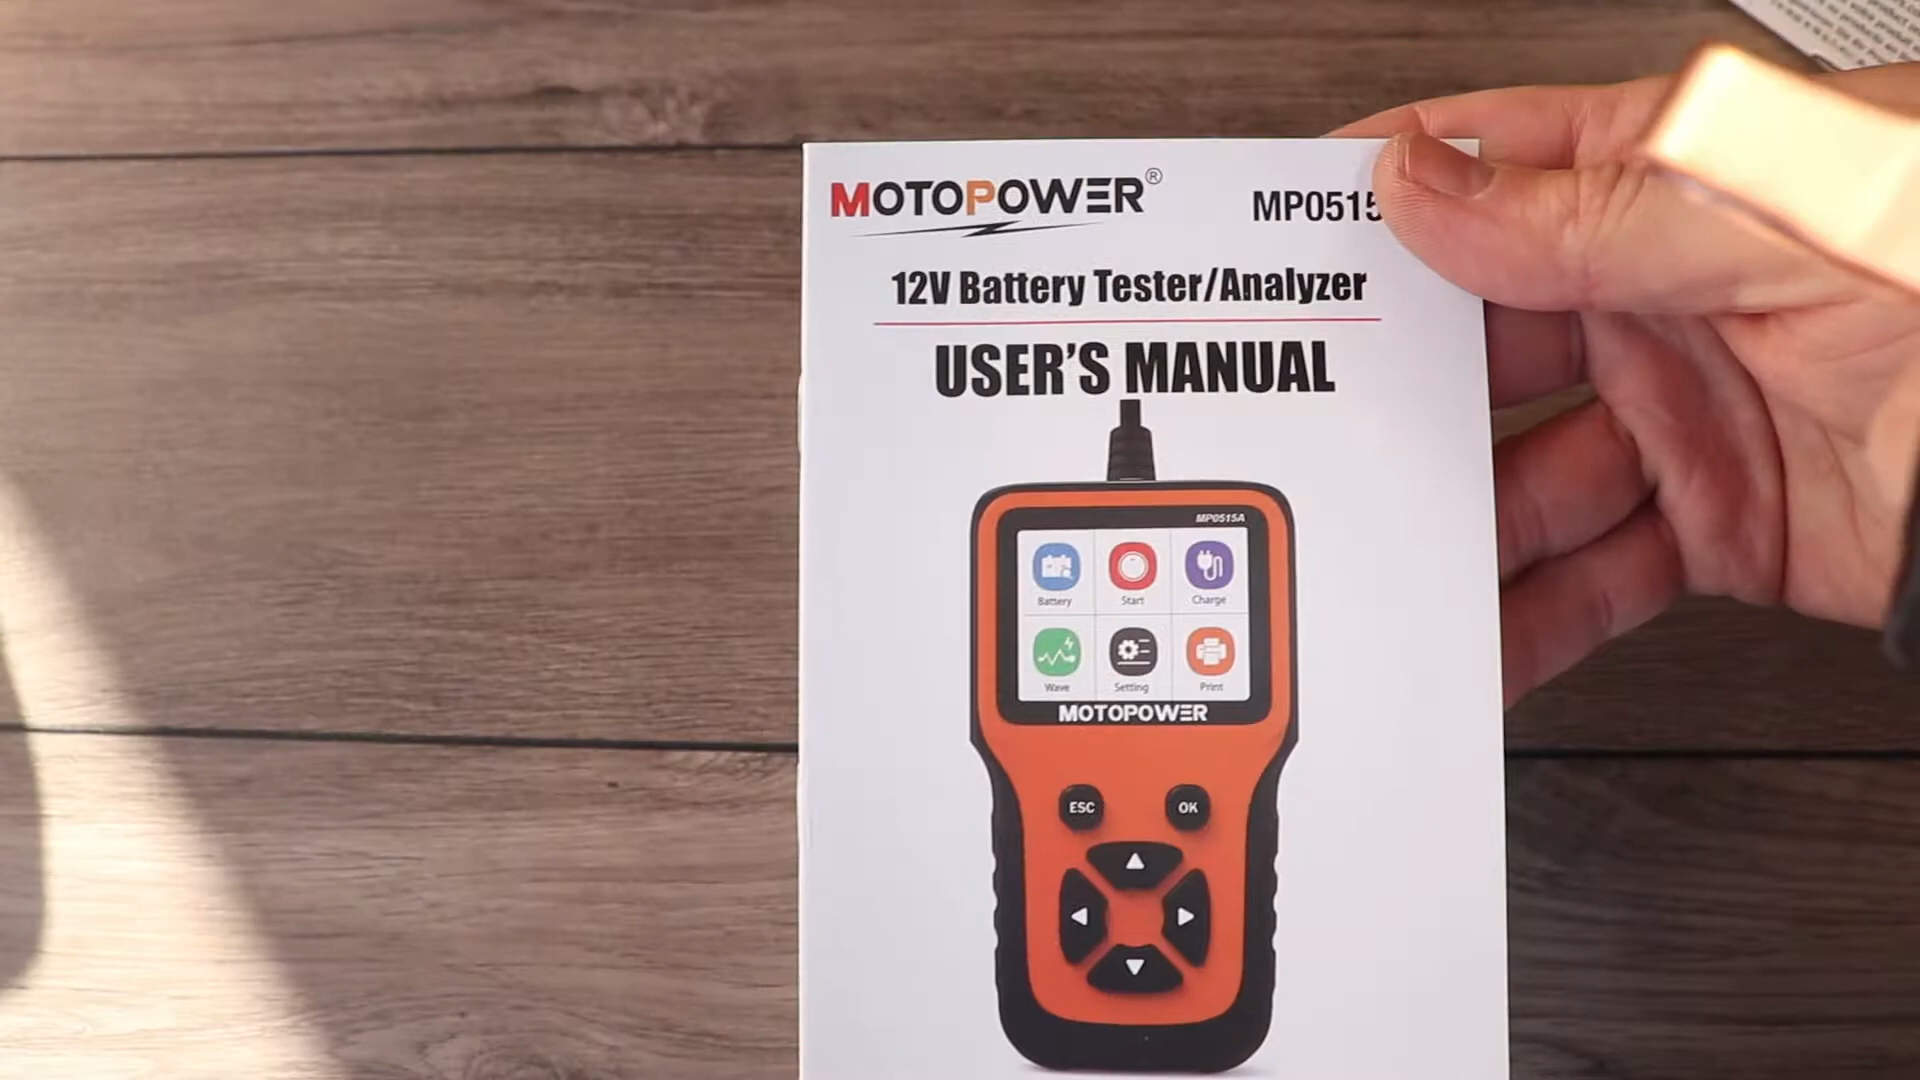 MOTOPOWER®
MP0515
12V Battery Tester/Analyzer
USER'S MANUAL
MP0515A
Battery Start Charge
Wave Setting Print
MOTOPOWER
ESC OK